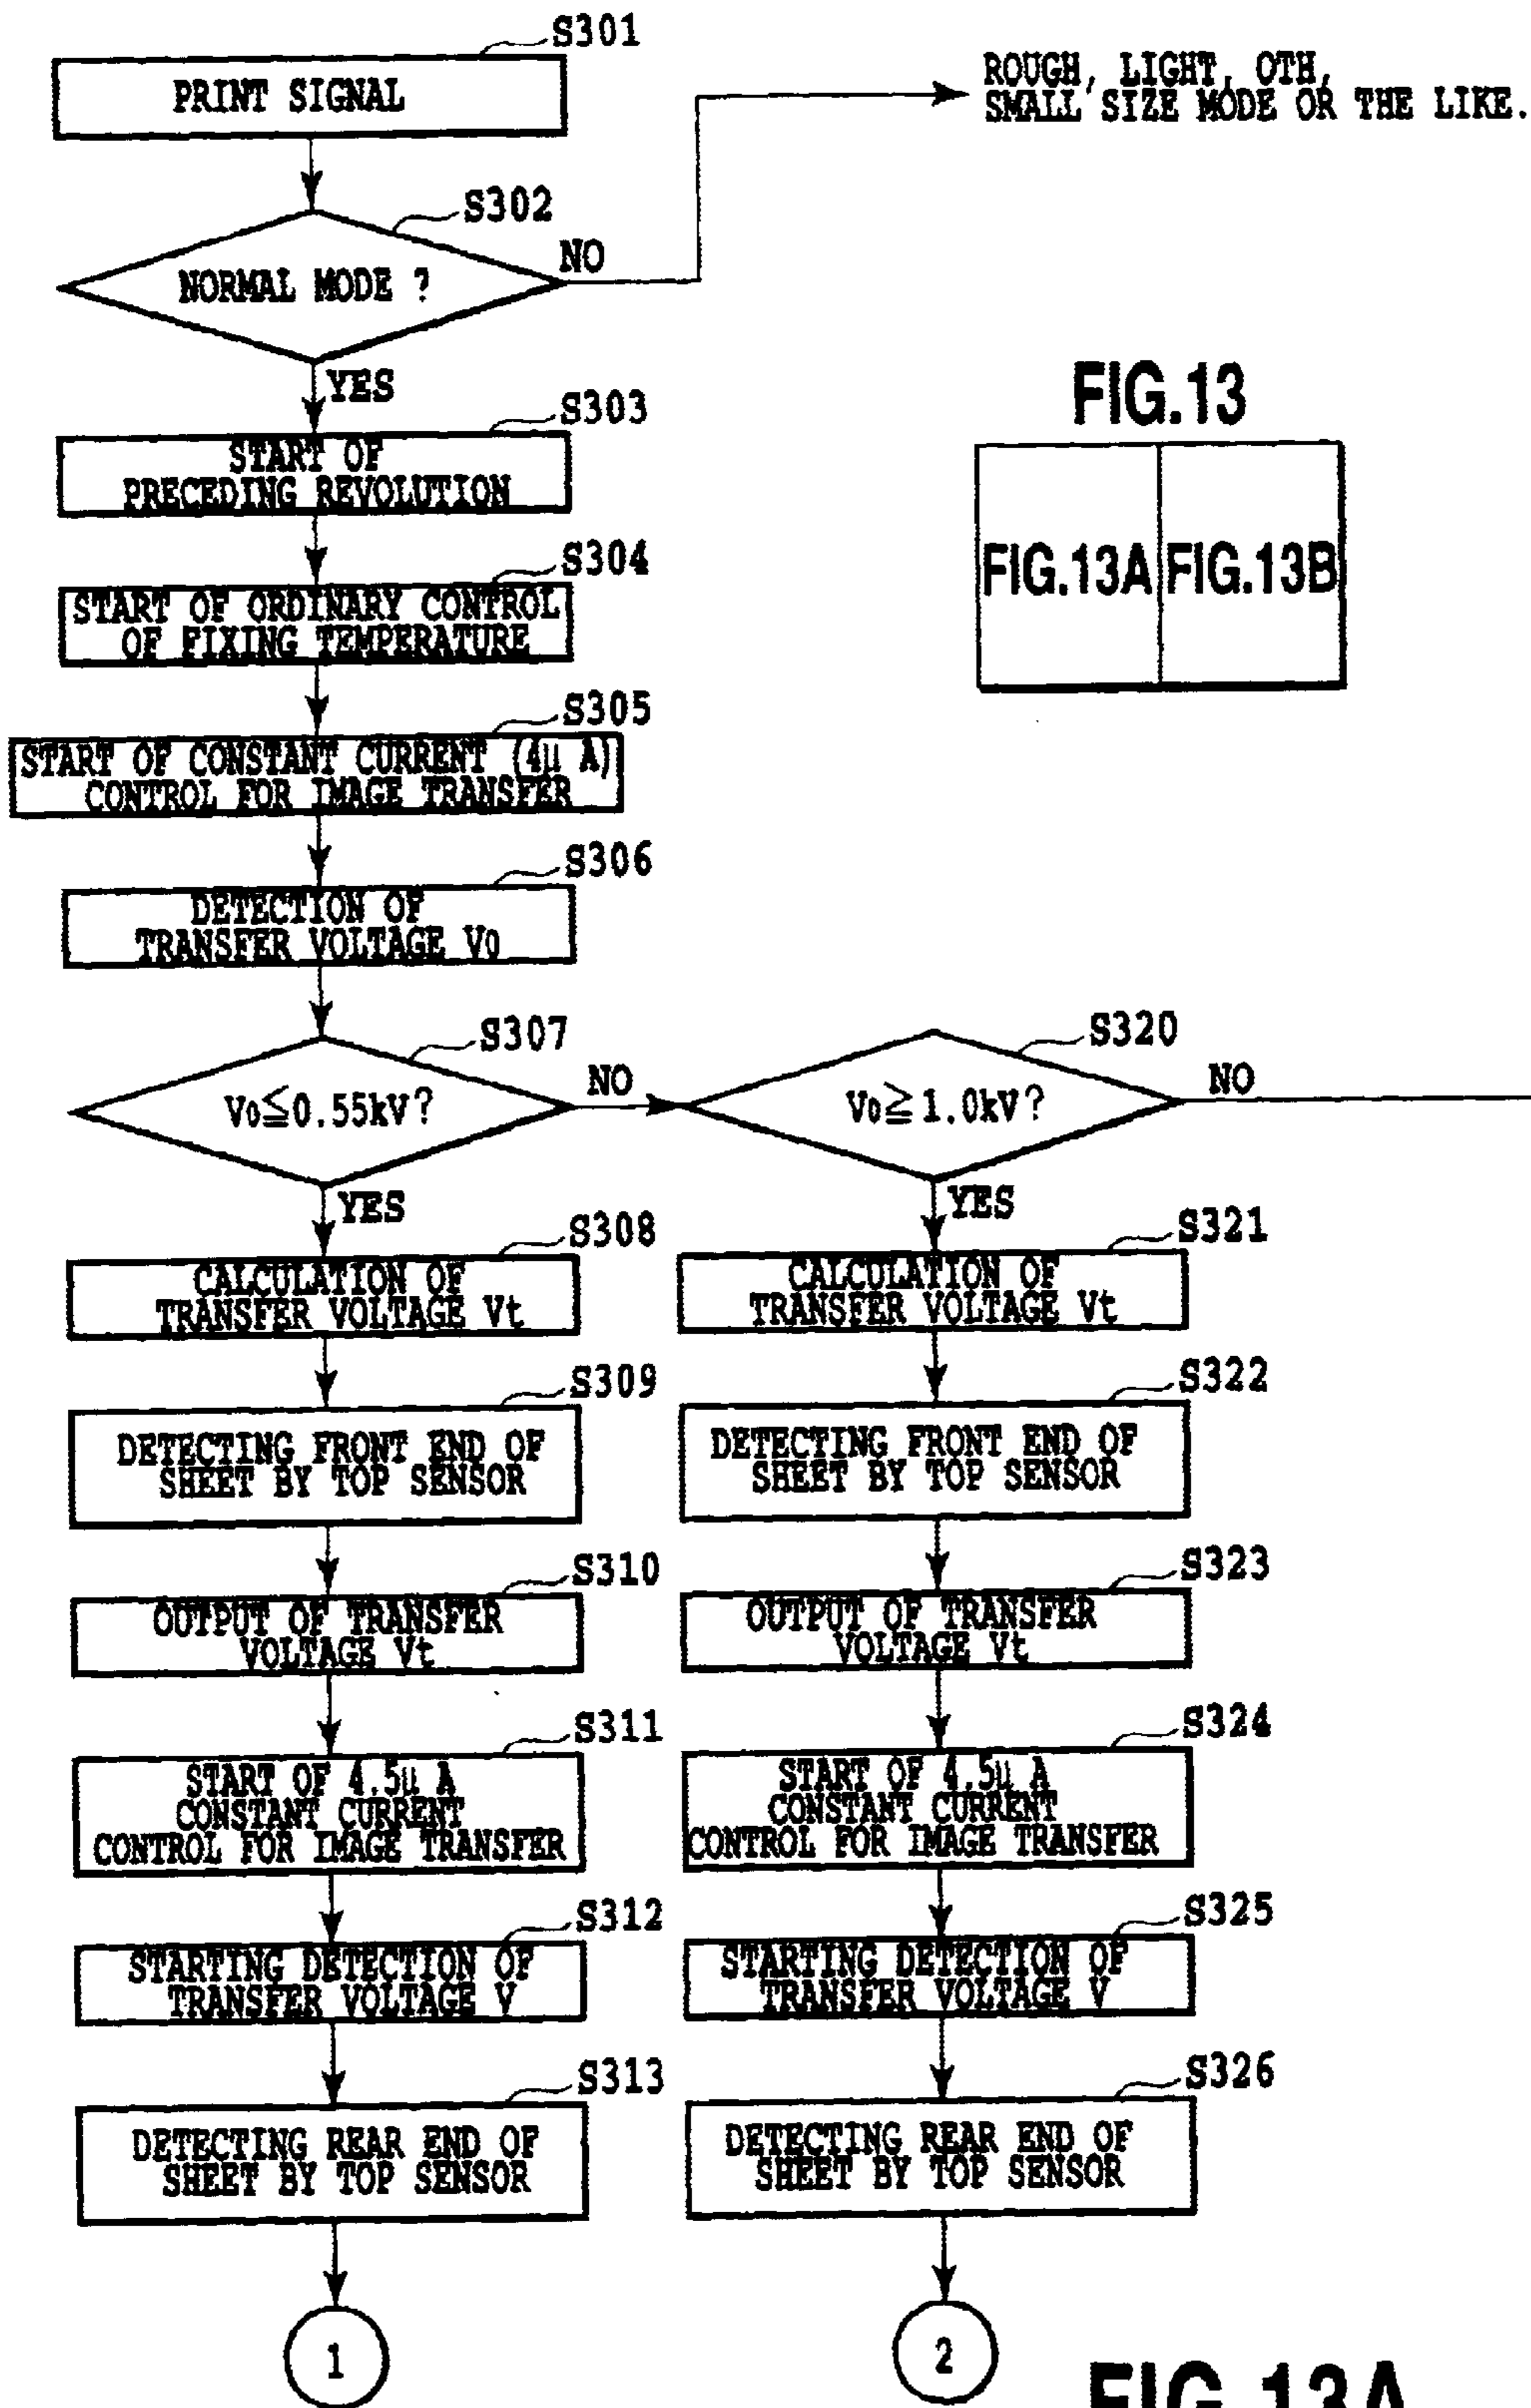 S301
PRINT SIGNAL
ROUGH, LIGHT, OTH,
SMALL SIZE MODE OR THE LIKE.
S302
NORMAL MODE ?
NO
YES
FIG.13
FIG.13A FIG.13B
S303
START OF
PRECEDING REVOLUTION
S304
START OF ORDINARY CONTROL
OF FIXING TEMPERATURE
S305
START OF CONSTANT CURRENT (4μ A)
CONTROL FOR IMAGE TRANSFER
S306
DETECTION OF
TRANSFER VOLTAGE V0
S307
V0≦0.55kV?
NO
YES
S320
V0≧1.0kV?
NO
YES
S308
CALCULATION OF
TRANSFER VOLTAGE Vt
S321
CALCULATION OF
TRANSFER VOLTAGE Vt
S309
DETECTING FRONT END OF
SHEET BY TOP SENSOR
S322
DETECTING FRONT END OF
SHEET BY TOP SENSOR
S310
OUTPUT OF TRANSFER
VOLTAGE Vt
S323
OUTPUT OF TRANSFER
VOLTAGE Vt
S311
START OF 4.5μ A
CONSTANT CURRENT
CONTROL FOR IMAGE TRANSFER
S324
START OF 4.5μ A
CONSTANT CURRENT
CONTROL FOR IMAGE TRANSFER
S312
STARTING DETECTION OF
TRANSFER VOLTAGE V
S325
STARTING DETECTION OF
TRANSFER VOLTAGE V
S313
DETECTING REAR END OF
SHEET BY TOP SENSOR
S326
DETECTING REAR END OF
SHEET BY TOP SENSOR
1
2
FIG.13A